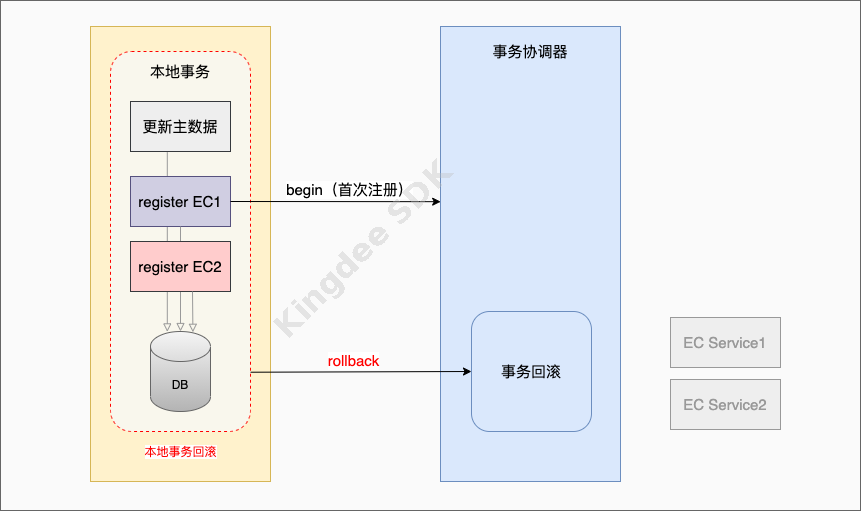 本地事务
更新主数据
register EC1
register EC2
DB
本地事务回滚
begin（首次注册）
rollback
Kingdee SDK
事务协调器
事务回滚
EC Service1
EC Service2